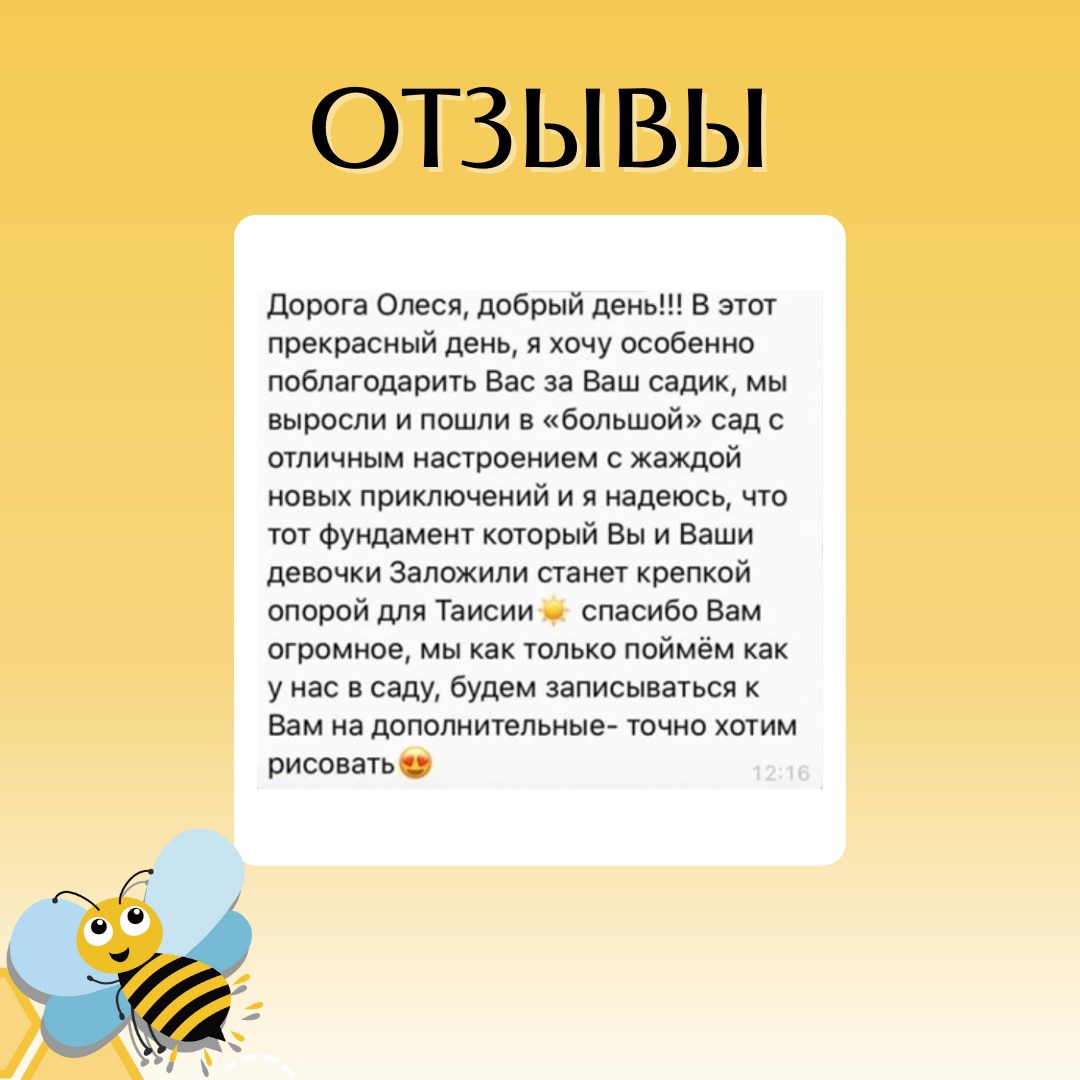 ОТЗЫВЫ
Дорога Олеся, добрый день!!! В этот
прекрасный день, я хочу особенно
поблагодарить Вас за Ваш садик, мы
выросли и пошли в «большой» сад с
отличным настроением с жаждой
новых приключений и я надеюсь, что
тот фундамент который Вы и Ваши
девочки Заложили станет крепкой
опорой для Таисии☀️ спасибо Вам
огромное, мы как только поймём как
у нас в саду, будем записываться к
Вам на дополнительные- точно хотим
рисовать😍
12:16